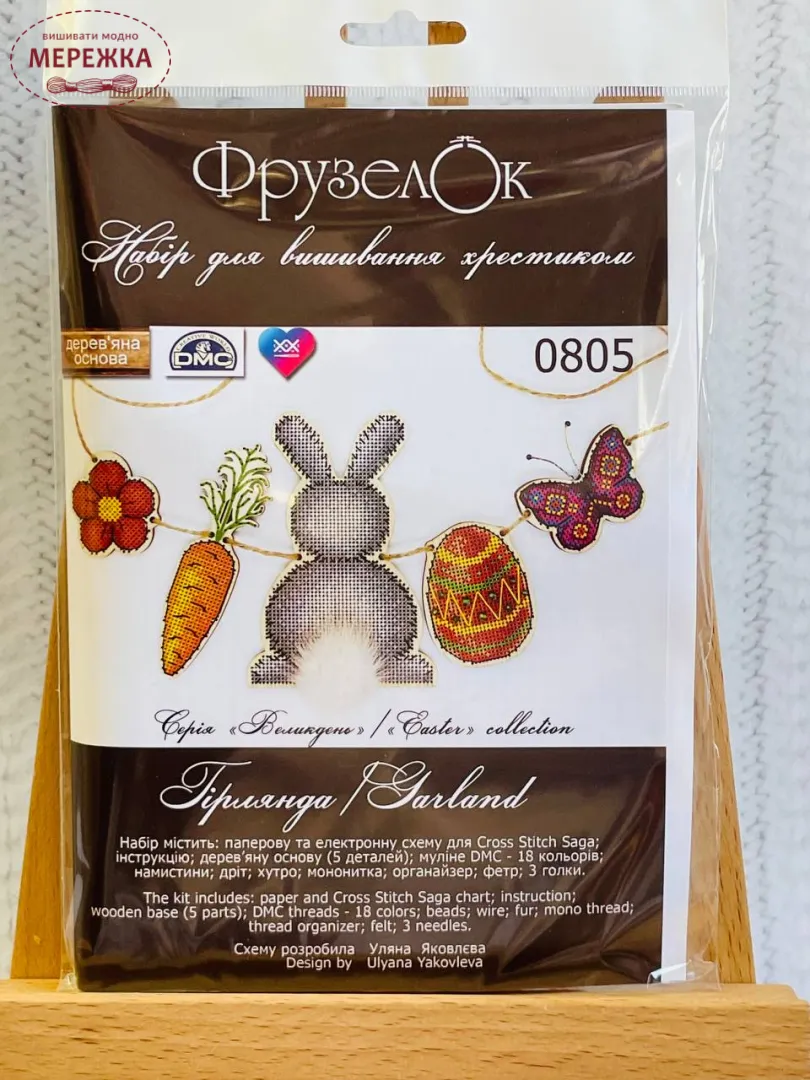 вишивати модно
МЕРЕЖКА
ФрузелОк
Набір для вишивання хрестиком
дерев'яна
основа
CREATIVE WORLD
DMC
0805
Серія «Великдень» / «Easter» collection
Гірлянда / Garland
Набір містить: паперову та електронну схему для Cross Stitch Saga;
інструкцію; дерев'яну основу (5 деталей); муліне DMC - 18 кольорів;
намистини; дріт; хутро; мононитка; органайзер; фетр; 3 голки.
The kit includes: paper and Cross Stitch Saga chart; instruction;
wooden base (5 parts); DMC threads - 18 colors; beads; wire; fur; mono thread;
thread organizer; felt; 3 needles.
Схему розробила Уляна Яковлєва
Design by Ulyana Yakovleva